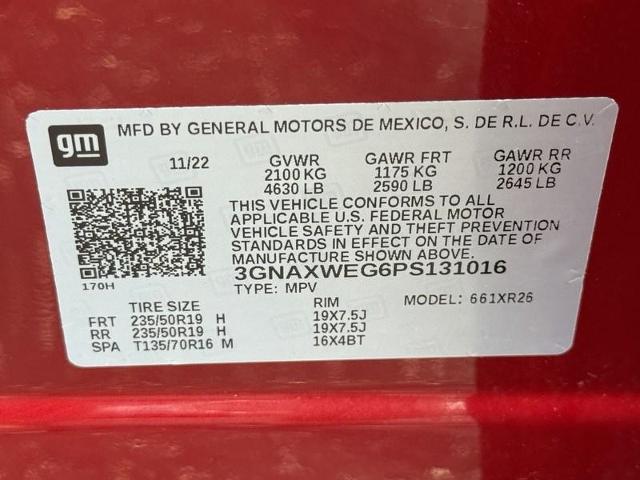 gm
MFD BY GENERAL MOTORS DE MEXICO, S. DE R.L. DE C.V.
11/22 GVWR GAWR FRT GAWR RR
2100 KG 1175 KG 1200 KG
4630 LB 2590 LB 2645 LB
THIS VEHICLE CONFORMS TO ALL
APPLICABLE U.S. FEDERAL MOTOR
VEHICLE SAFETY AND THEFT PREVENTION
STANDARDS IN EFFECT ON THE DATE OF
MANUFACTURE SHOWN ABOVE.
3GNAXWEG6PS131016
170H
TYPE: MPV MODEL: 661XR26
TIRE SIZE RIM
FRT 235/50R19 H 19X7.5J
RR 235/50R19 H 19X7.5J
SPA T135/70R16 M 16X4BT